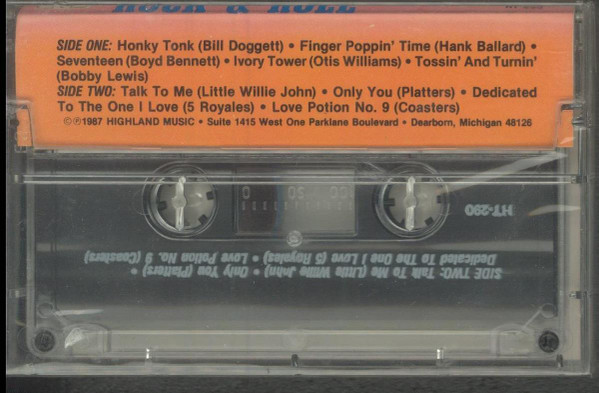 ROCK & ROLL
SIDE ONE: Honky Tonk (Bill Doggett) • Finger Poppin' Time (Hank Ballard) •
Seventeen (Boyd Bennett) • Ivory Tower (Otis Williams) • Tossin' And Turnin'
(Bobby Lewis)
SIDE TWO: Talk To Me (Little Willie John) • Only You (Platters) • Dedicated
To The One I Love (5 Royales) • Love Potion No. 9 (Coasters)
©℗1987 HIGHLAND MUSIC • Suite 1415 West One Parklane Boulevard • Dearborn, Michigan 48126
0 50
HT-290
SIDE TWO: Talk To Me (Little Willie John) • Only You (Platters) •
Dedicated To The One I Love (5 Royales) • Love Potion No. 9 (Coasters)